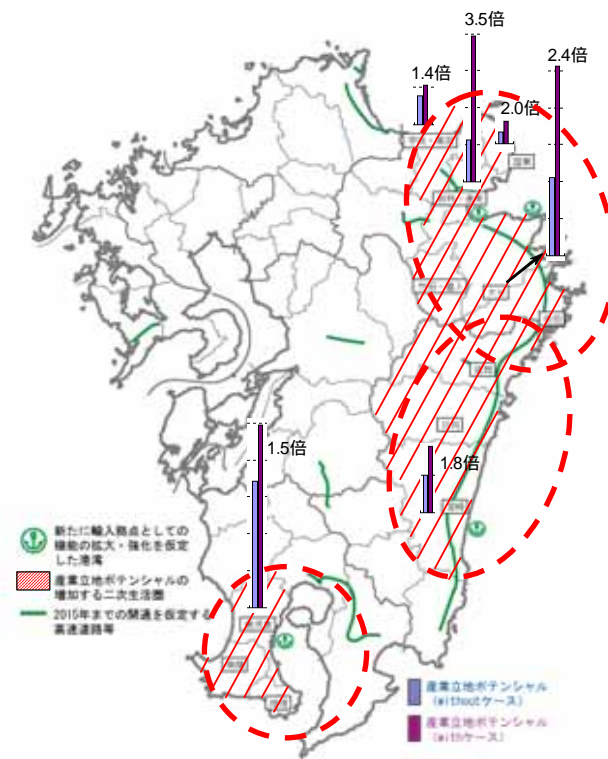 3.5倍
2.4倍
1.4倍
2.0倍
1.5倍
1.8倍
新たに輸入拠点としての
機能の拡大・強化を仮定
した港湾
産業立地ポテンシャルの
増加する二次生活圏
2015年までの開通を仮定する
高速道路等
産業立地ポテンシャル
(withoutケース)
産業立地ポテンシャル
(withケース)